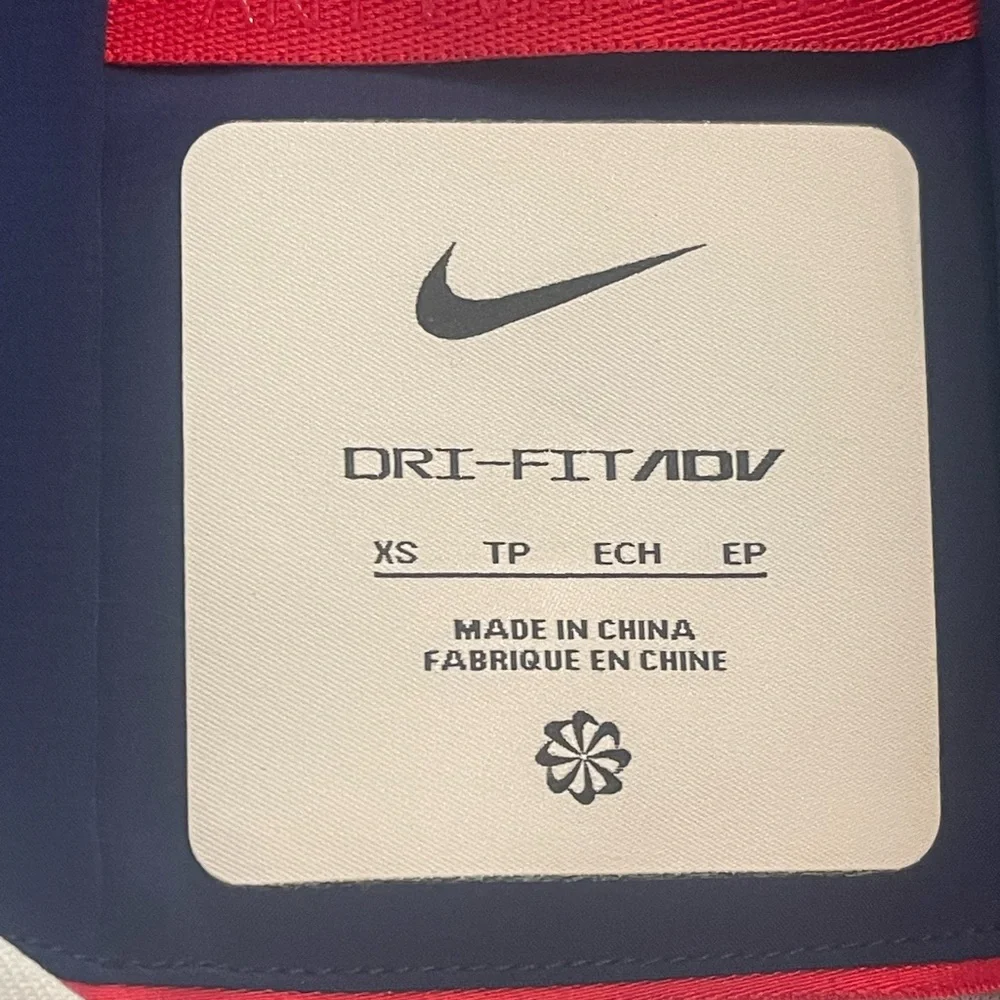 DRI-FIT ADV
XS TP ECH EP
MADE IN CHINA
FABRIQUE EN CHINE